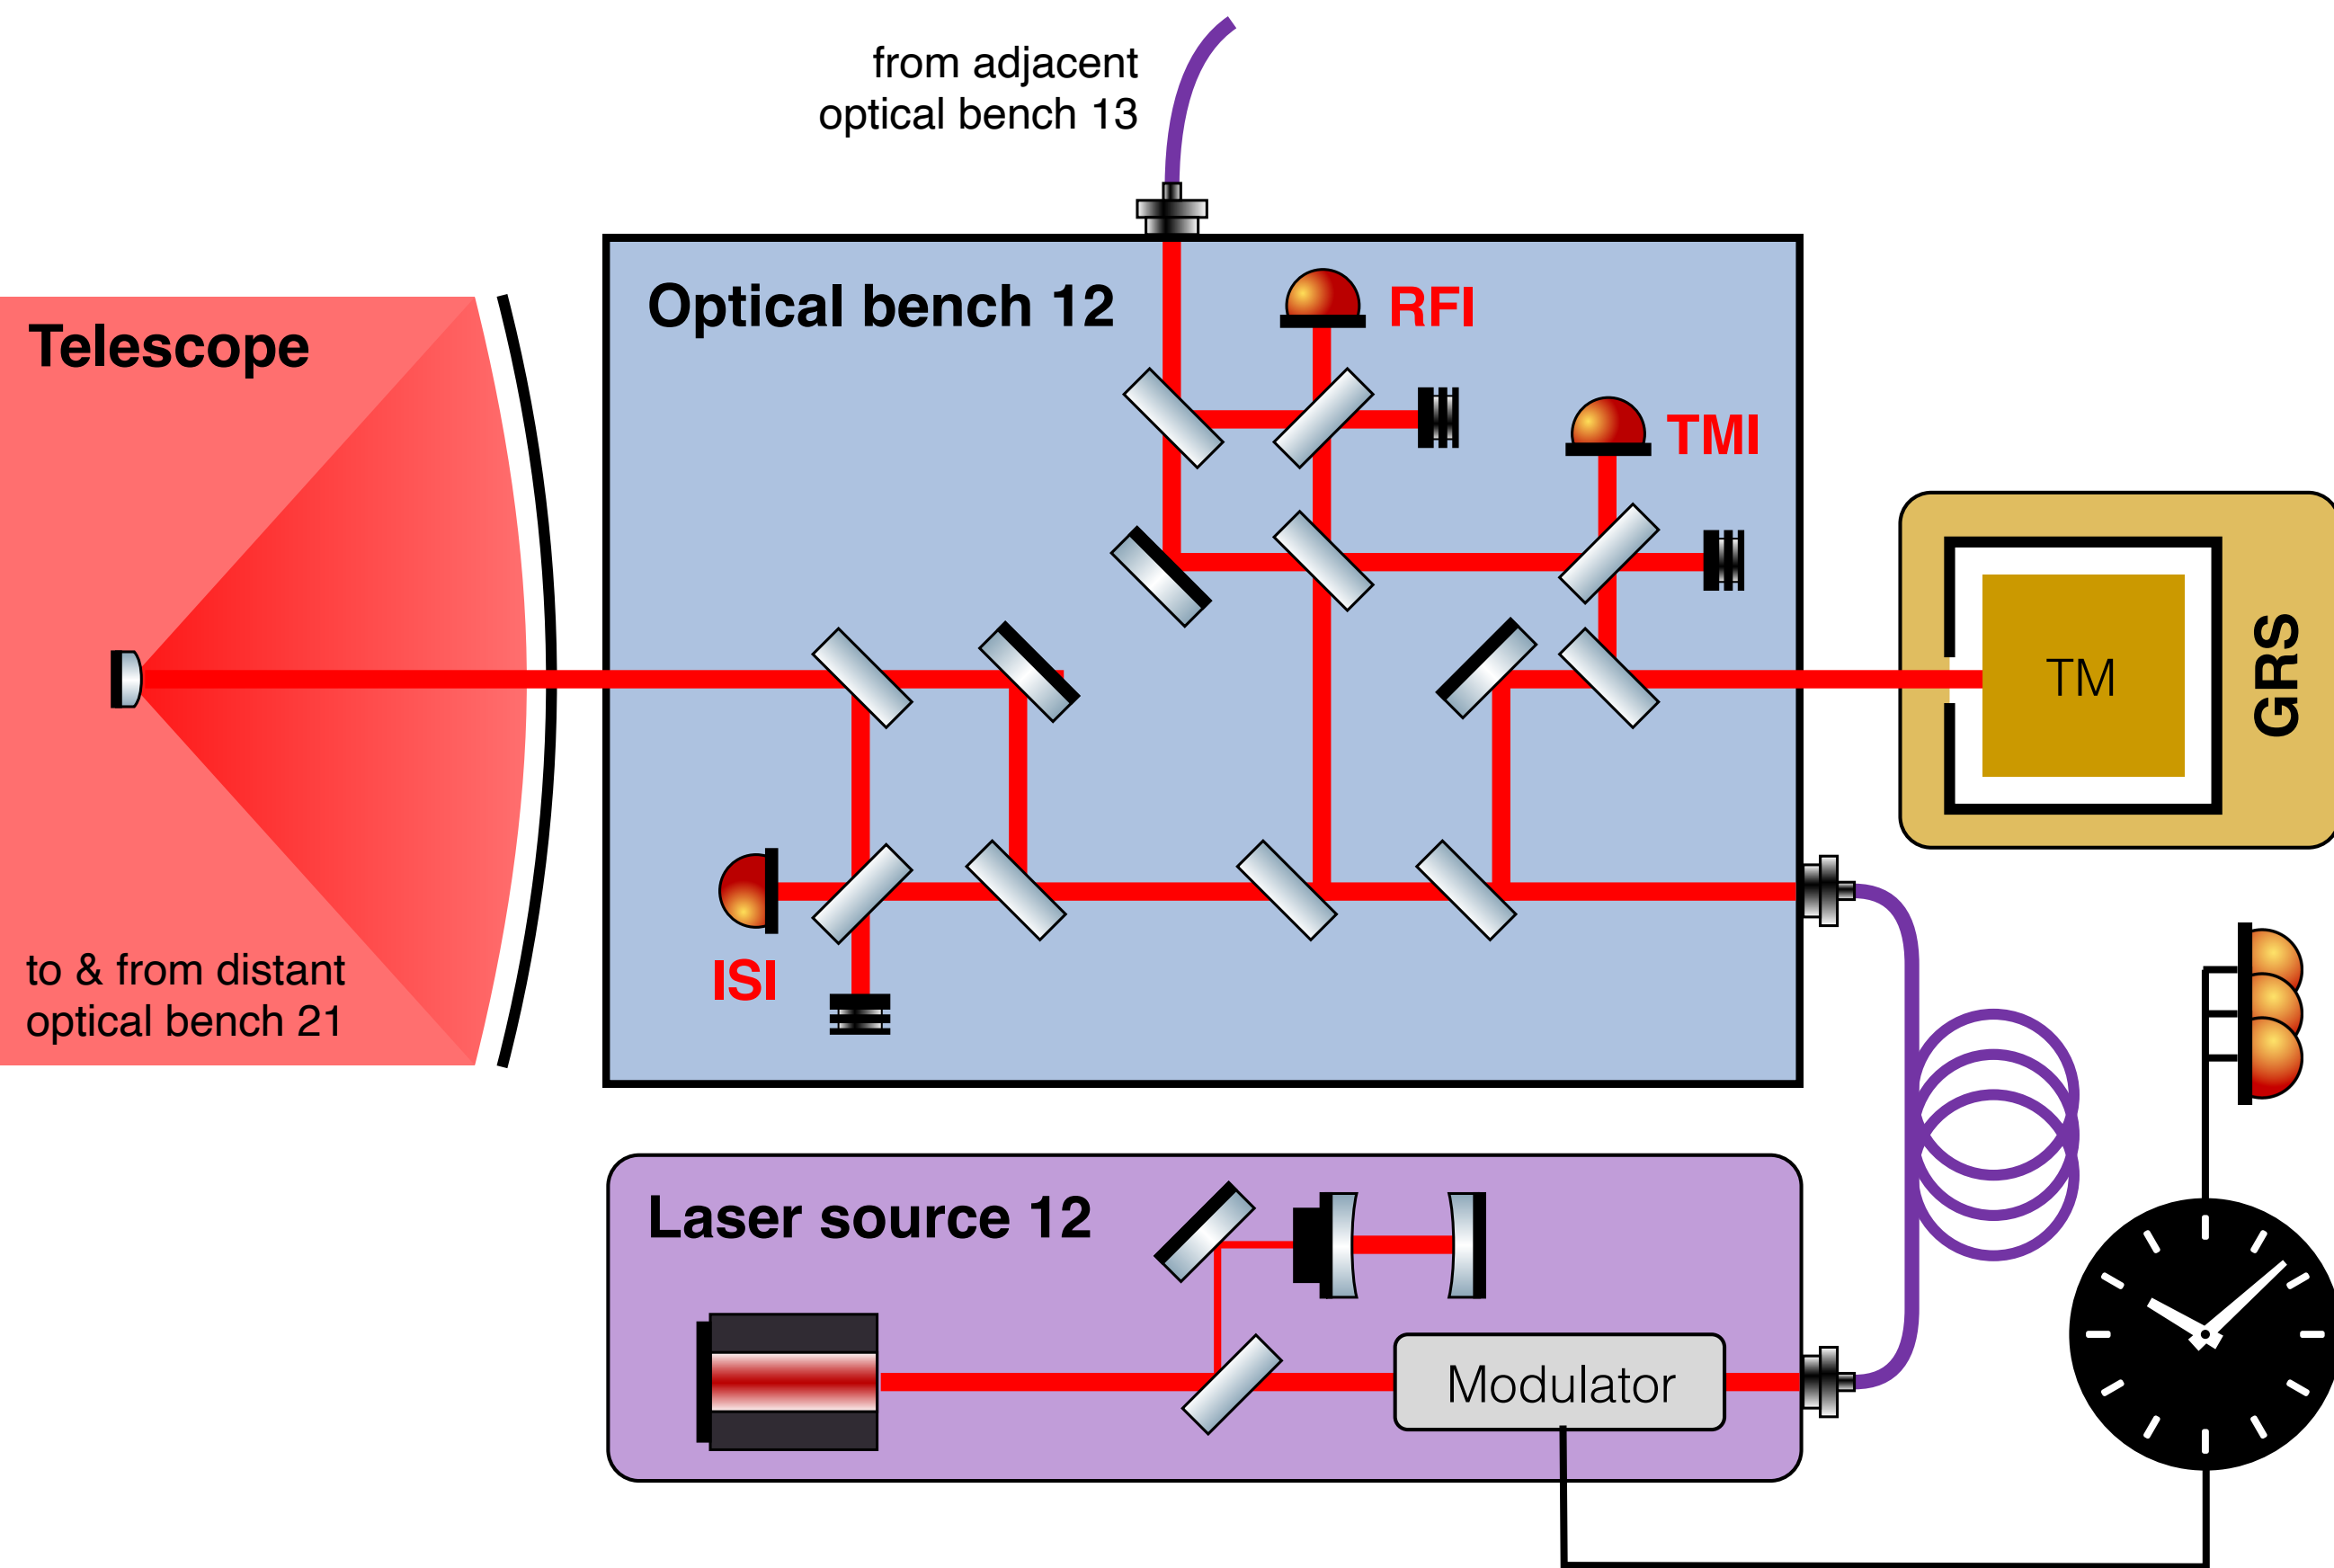 from adjacent
optical bench 13
Optical bench 12
RFI
Telescope
TMI
TM
GRS
to & from distant
optical bench 21
ISI
Laser source 12
Modulator